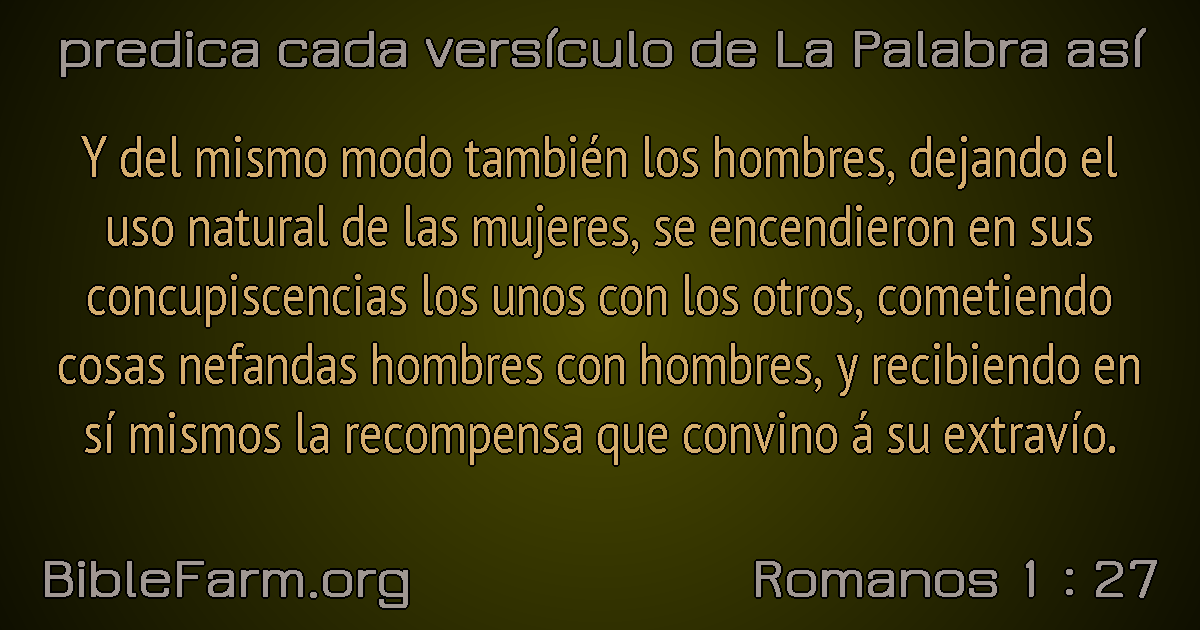 predica cada versículo de La Palabra así
Y del mismo modo también los hombres, dejando el
uso natural de las mujeres, se encendieron en sus
concupiscencias los unos con los otros, cometiendo
cosas nefandas hombres con hombres, y recibiendo en
sí mismos la recompensa que convino á su extravío.
BibleFarm.org
Romanos 1 : 27